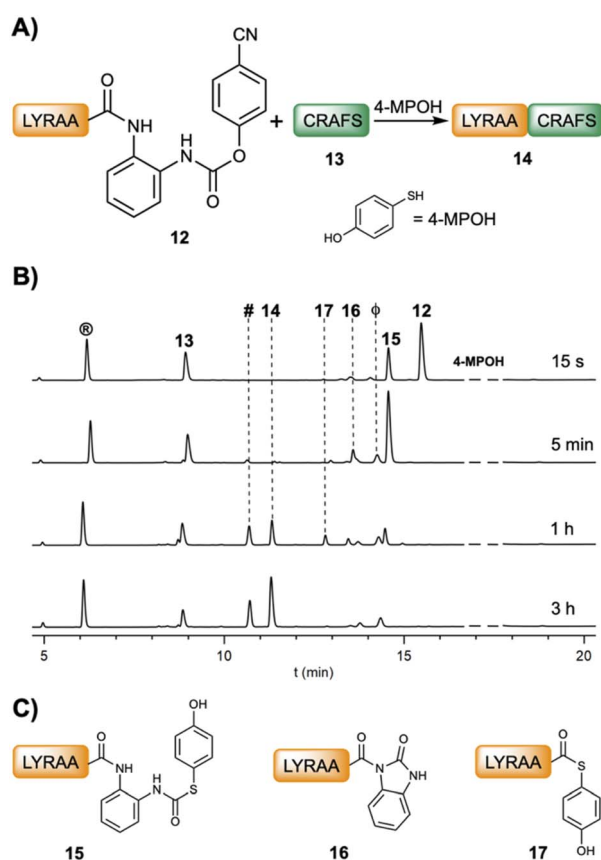 A)
CN
LYRAA
O
NH
NH
O
O
12
+
CRAFS
13
4-MPOH
LYRAA
CRAFS
14
SH
HO
= 4-MPOH
B)
®
13
#
14
17
16
15
ϕ
12
4-MPOH
15 s
5 min
1 h
3 h
5
10
15
20
t (min)
C)
OH
LYRAA
O
NH
NH
S
O
15
LYRAA
O
O
N
NH
16
LYRAA
O
S
OH
17